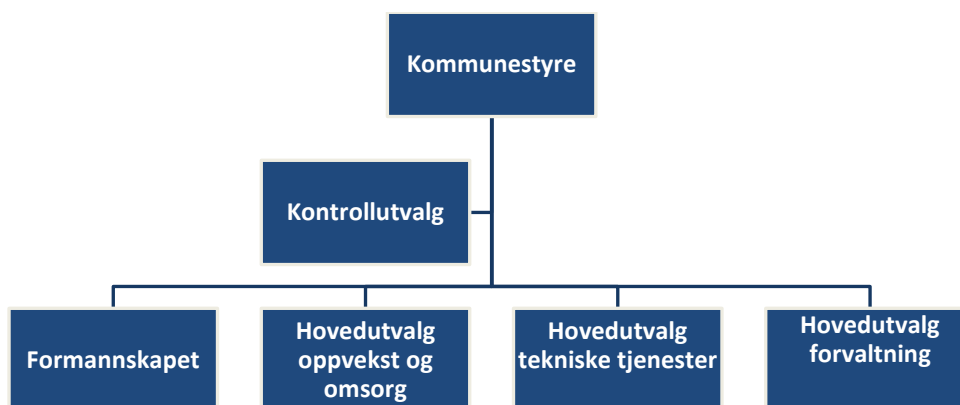 Kommunestyre
Kontrollutvalg
Formannskapet
Hovedutvalg
oppvekst og
omsorg
Hovedutvalg
tekniske tjenester
Hovedutvalg
forvaltning